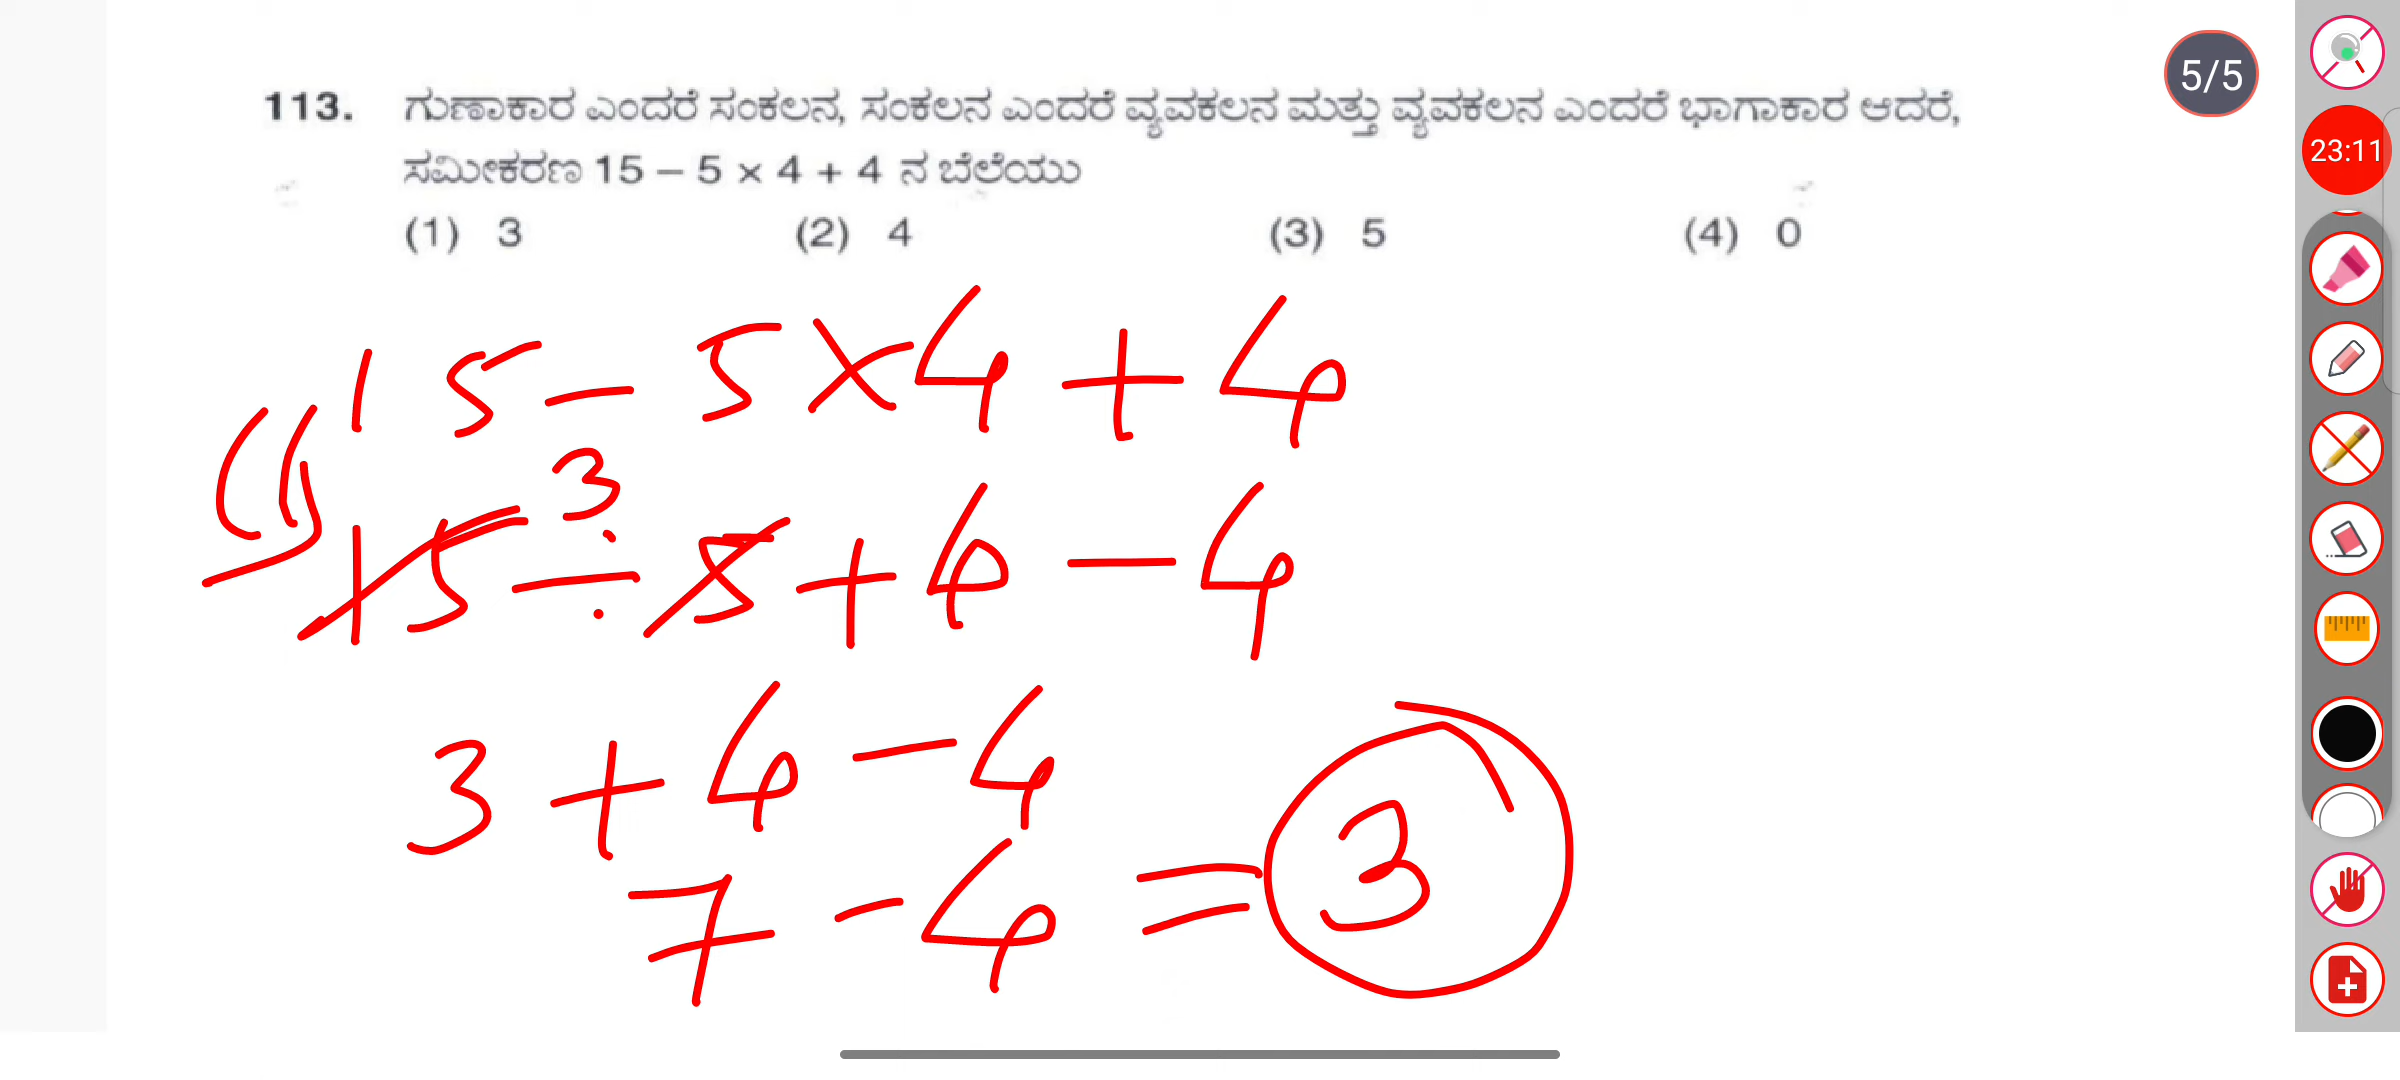 5/5
113. ಗುಣಾಕಾರ ಎಂದರೆ ಸಂಕಲನ, ಸಂಕಲನ ಎಂದರೆ ವ್ಯವಕಲನ ಮತ್ತು ವ್ಯವಕಲನ ಎಂದರೆ ಭಾಗಾಕಾರ ಆದರೆ,
ಸಮೀಕರಣ 15 – 5 × 4 + 4 ನ ಬೆಲೆಯು
(1) 3 (2) 4 (3) 5 (4) 0
23:11
15 – 5 × 4 + 4
3
15 ÷ 5 + 4 – 4
3 + 4 – 4
7 – 4 = 3